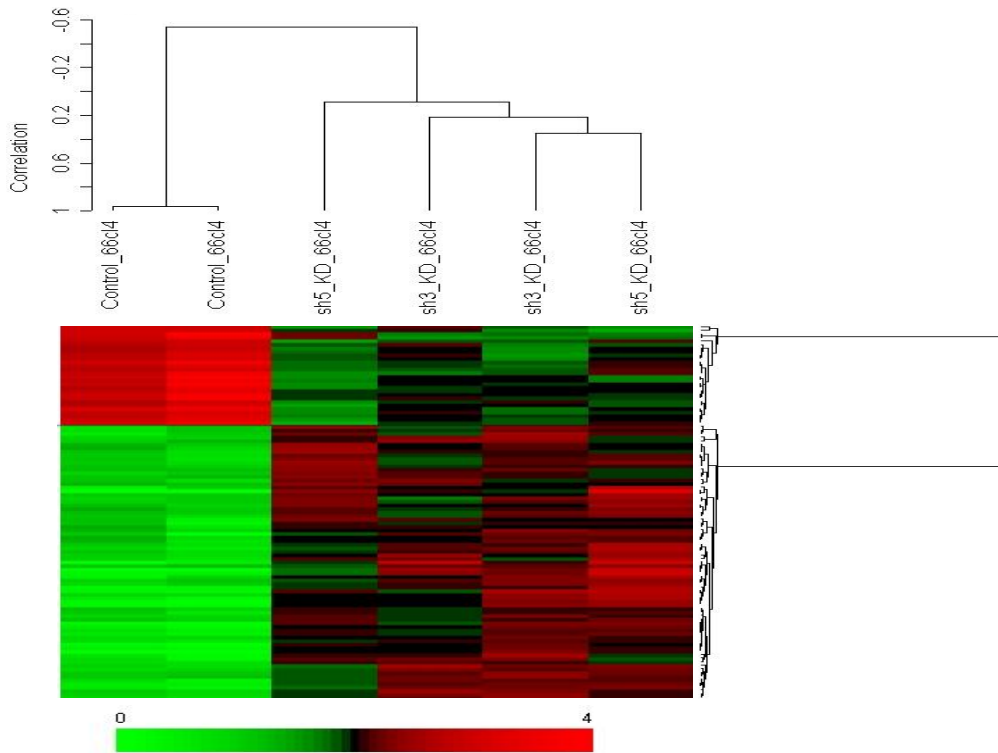 Correlation
-0.6
-0.2
0.2
0.6
1
Control_66cl4
Control_66cl4
sh5_KD_66cl4
sh3_KD_66cl4
sh3_KD_66cl4
sh5_KD_66cl4
0
4